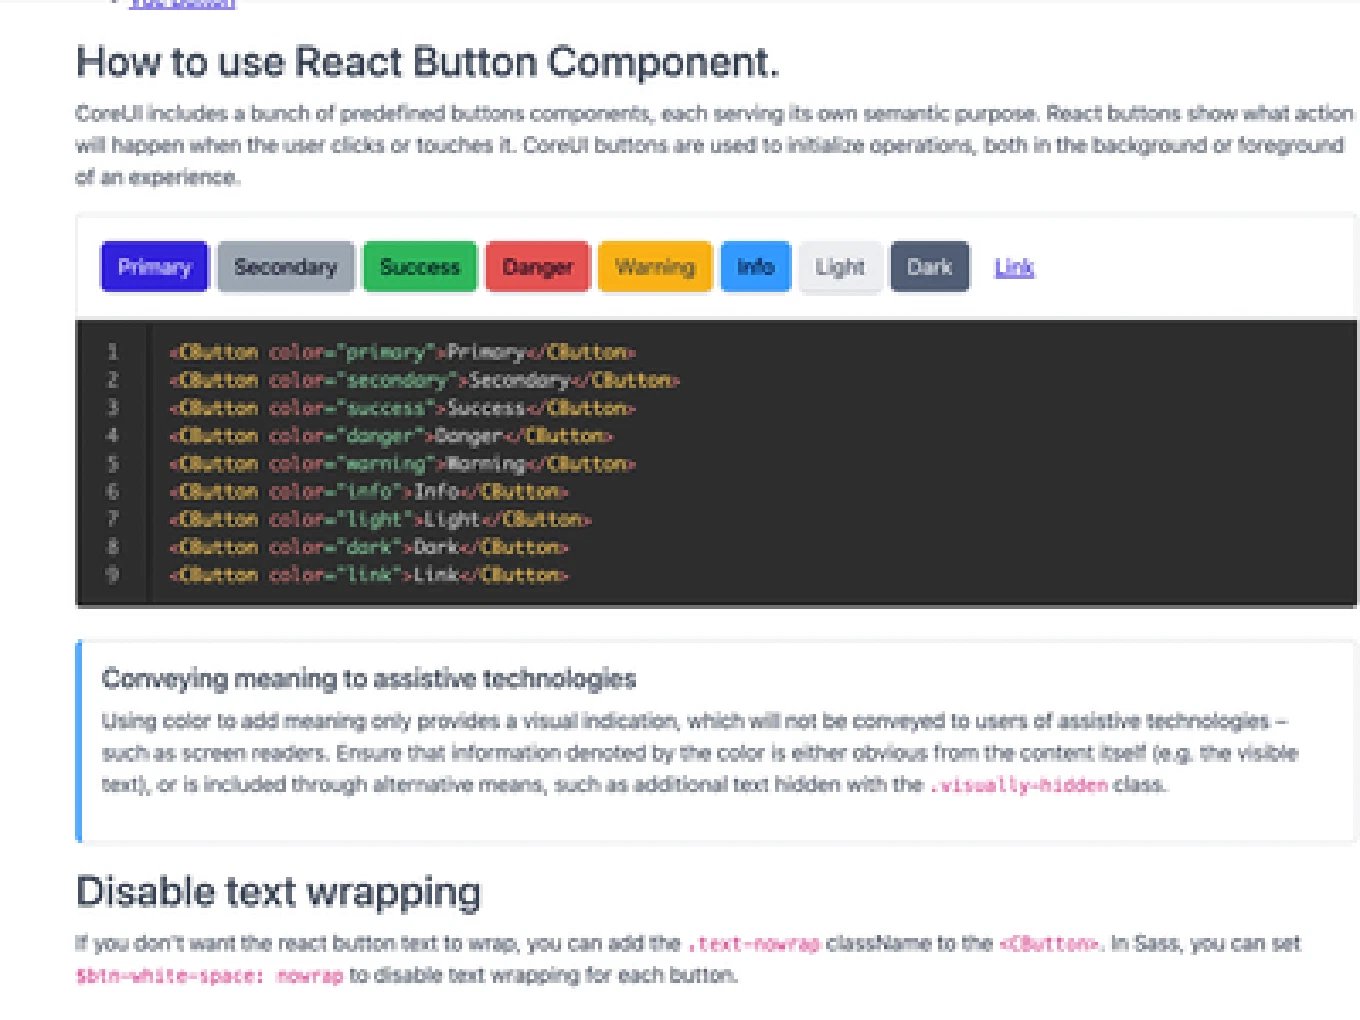 How to use React Button Component.
CoreUI includes a bunch of predefined buttons components, each serving its own semantic purpose. React buttons show what action
will happen when the user clicks or touches it. CoreUI buttons are used to initialize operations, both in the background or foreground
of an experience.
Primary Secondary Success Danger Warning Info Light Dark Link
1 <CButton color="primary">Primary</CButton>
2 <CButton color="secondary">Secondary</CButton>
3 <CButton color="success">Success</CButton>
4 <CButton color="danger">Danger</CButton>
5 <CButton color="warning">Warning</CButton>
6 <CButton color="info">Info</CButton>
7 <CButton color="light">Light</CButton>
8 <CButton color="dark">Dark</CButton>
9 <CButton color="link">Link</CButton>
Conveying meaning to assistive technologies
Using color to add meaning only provides a visual indication, which will not be conveyed to users of assistive technologies –
such as screen readers. Ensure that information denoted by the color is either obvious from the content itself (e.g. the visible
text), or is included through alternative means, such as additional text hidden with the .visually-hidden class.
Disable text wrapping
If you don't want the react button text to wrap, you can add the .text-nowrap className to the <CButton>. In Sass, you can set
$btn-white-space: nowrap to disable text wrapping for each button.